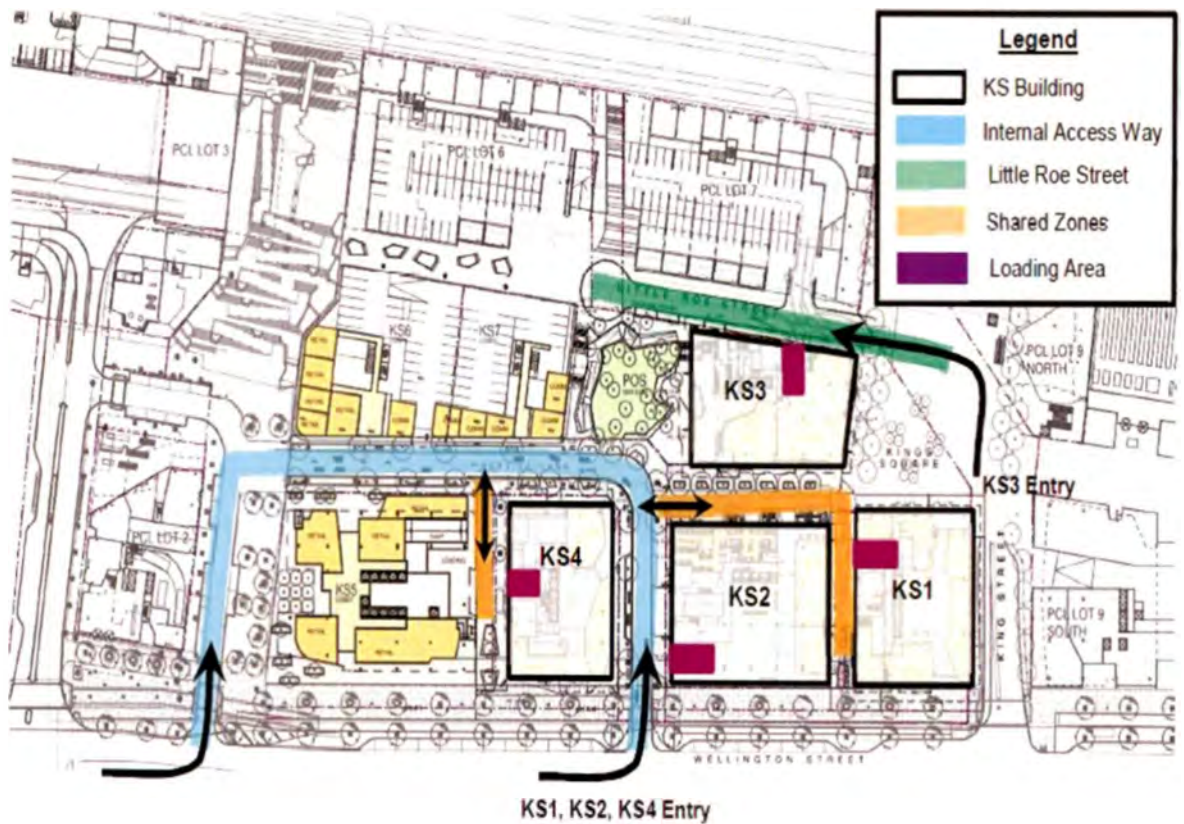 Legend
KS Building
Internal Access Way
Little Roe Street
Shared Zones
Loading Area
PCL LOT 3
PCL LOT 6
PCL LOT 7
LITTLE ROE STREET
PCL LOT 9
NORTH
KS6
KS7
POS
KS3
KINGS
SQUARE
KS3 Entry
PCL LOT 2
KS5
KS4
KS2
KS1
KING STREET
PCL LOT 9
SOUTH
WELLINGTON STREET
KS1, KS2, KS4 Entry